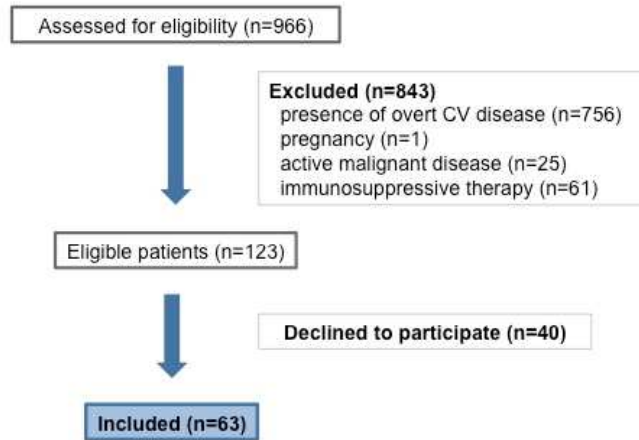 Assessed for eligibility (n=966)
Excluded (n=843)
presence of overt CV disease (n=756)
pregnancy (n=1)
active malignant disease (n=25)
immunosuppressive therapy (n=61)
Eligible patients (n=123)
Declined to participate (n=40)
Included (n=63)